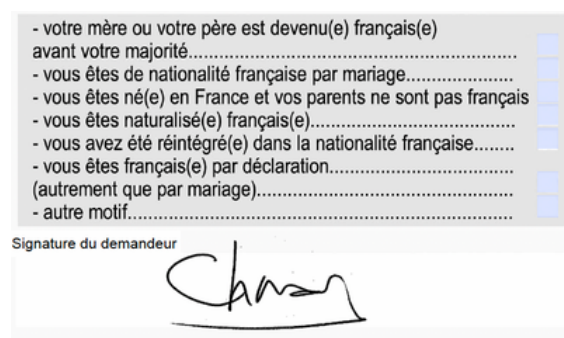 - votre mère ou votre père est devenu(e) français(e)
avant votre majorité........................................................
- vous êtes de nationalité française par mariage....................
- vous êtes né(e) en France et vos parents ne sont pas français
- vous êtes naturalisé(e) français(e)...................................
- vous avez été réintégré(e) dans la nationalité française........
- vous êtes français(e) par déclaration................................
(autrement que par mariage)...........................................
- autre motif...................................................................
Signature du demandeur